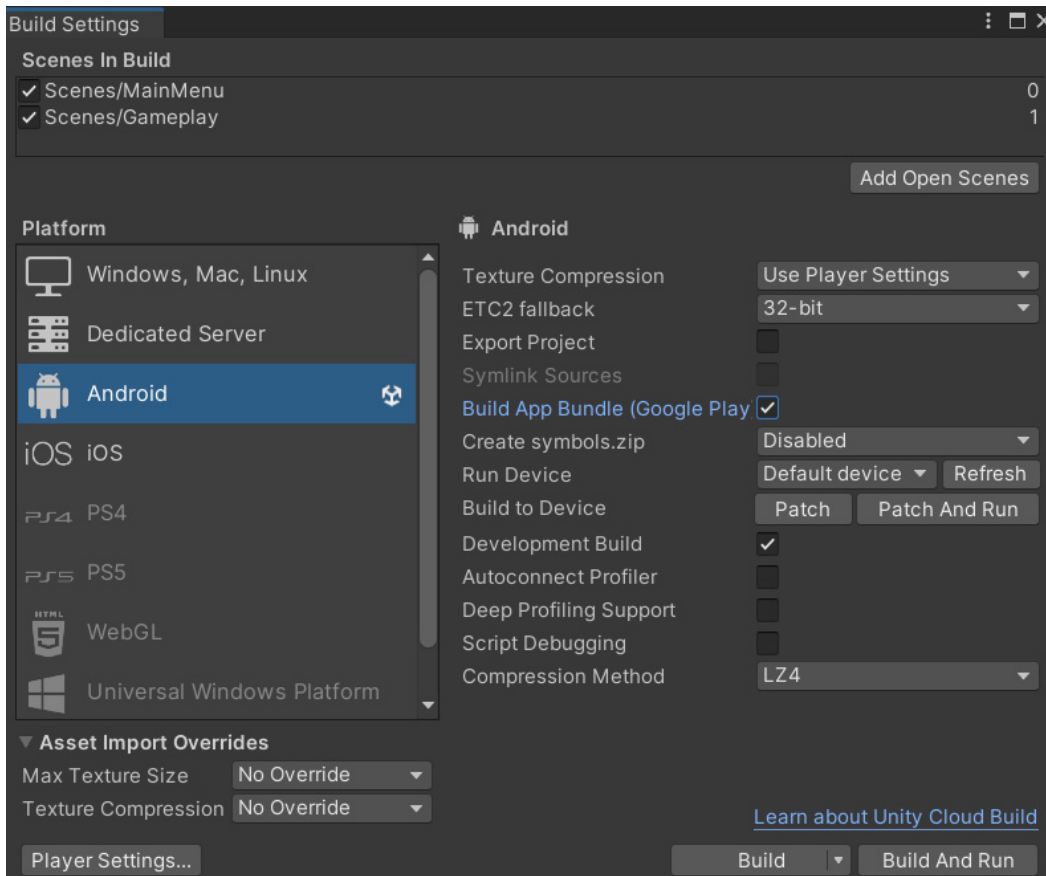 Build Settings
Scenes In Build
Scenes/MainMenu 0
Scenes/Gameplay 1
Add Open Scenes
Platform
Windows, Mac, Linux
Dedicated Server
Android
iOS iOS
PS4 PS4
PS5 PS5
HTML
5 WebGL
Universal Windows Platform
Android
Texture Compression Use Player Settings
ETC2 fallback 32-bit
Export Project
Symlink Sources
Build App Bundle (Google Play)
Create symbols.zip Disabled
Run Device Default device Refresh
Build to Device Patch Patch And Run
Development Build
Autoconnect Profiler
Deep Profiling Support
Script Debugging
Compression Method LZ4
Asset Import Overrides
Max Texture Size No Override
Texture Compression No Override
Learn about Unity Cloud Build
Player Settings... Build Build And Run